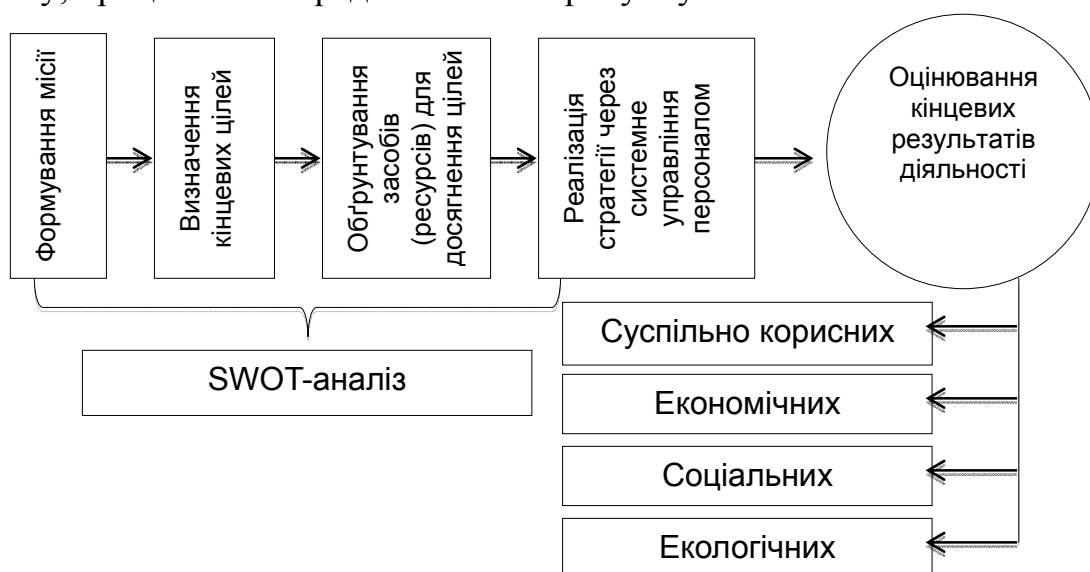 Формування місії
Визначення
кінцевих цілей
Обґрунтування
засобів
(ресурсів) для
досягнення цілей
Реалізація
стратегії через
системне
управління
персоналом
Оцінювання
кінцевих
результатів
діяльності
SWOT-аналіз
Суспільно корисних
Економічних
Соціальних
Екологічних